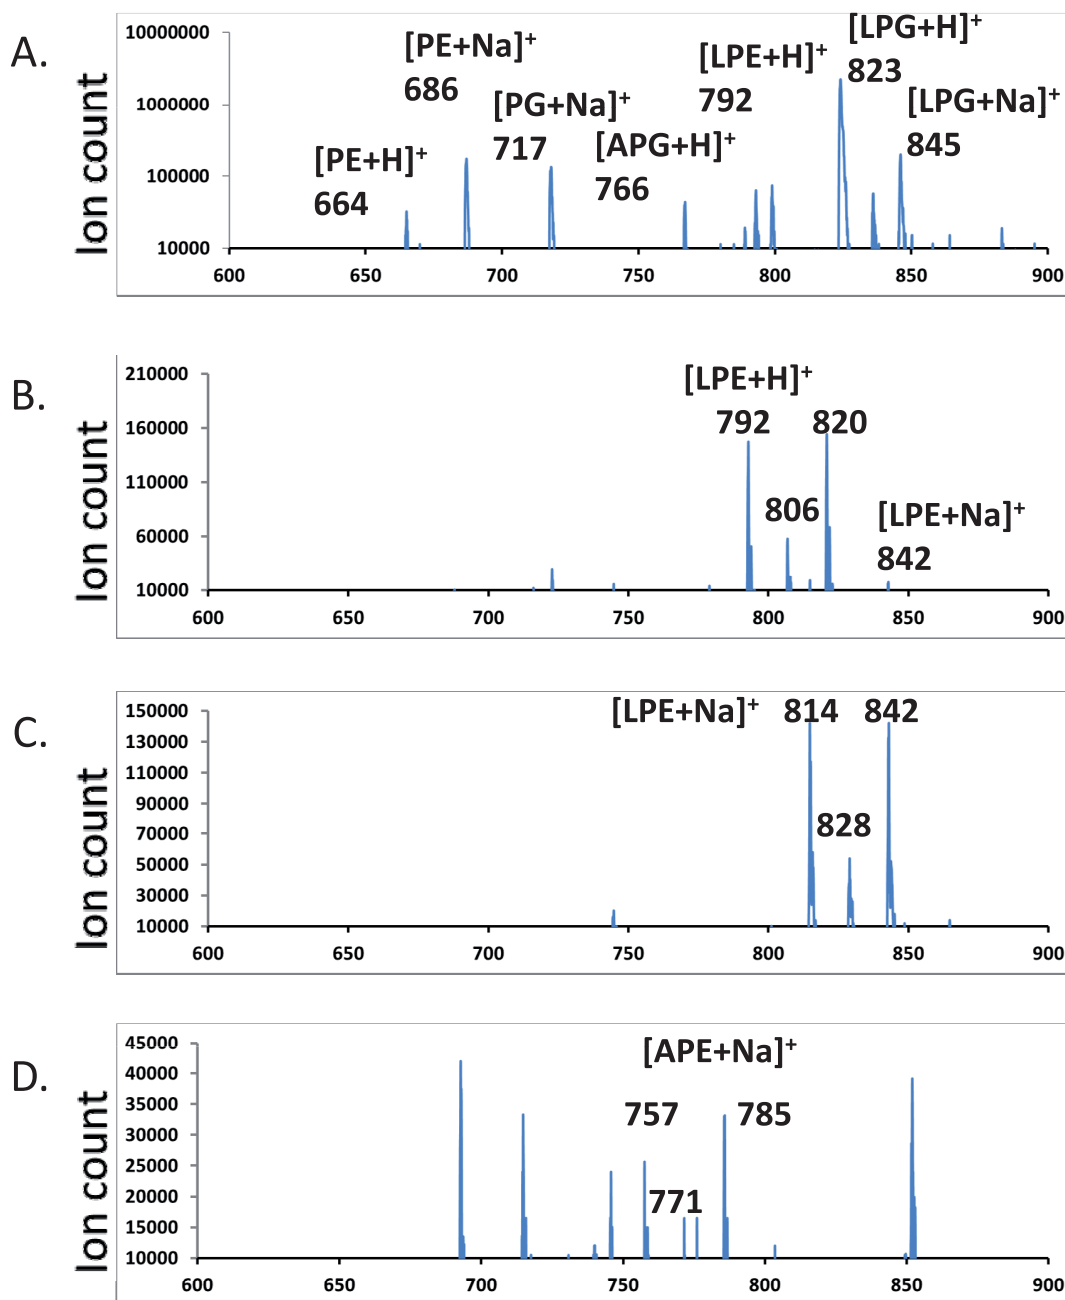 A.
Ion count
10000000
1000000
100000
10000
[PE+H]⁺
664
[PE+Na]⁺
686
[PG+Na]⁺
717
[APG+H]⁺
766
[LPE+H]⁺
792
[LPG+H]⁺
823
[LPG+Na]⁺
845
600 650 700 750 800 850 900
B.
Ion count
210000
160000
110000
60000
10000
[LPE+H]⁺
792 820
806
[LPE+Na]⁺
842
600 650 700 750 800 850 900
C.
Ion count
150000
130000
110000
90000
70000
50000
30000
10000
[LPE+Na]⁺ 814 842
828
600 650 700 750 800 850 900
D.
Ion count
45000
40000
35000
30000
25000
20000
15000
10000
[APE+Na]⁺
757 785
771
600 650 700 750 800 850 900